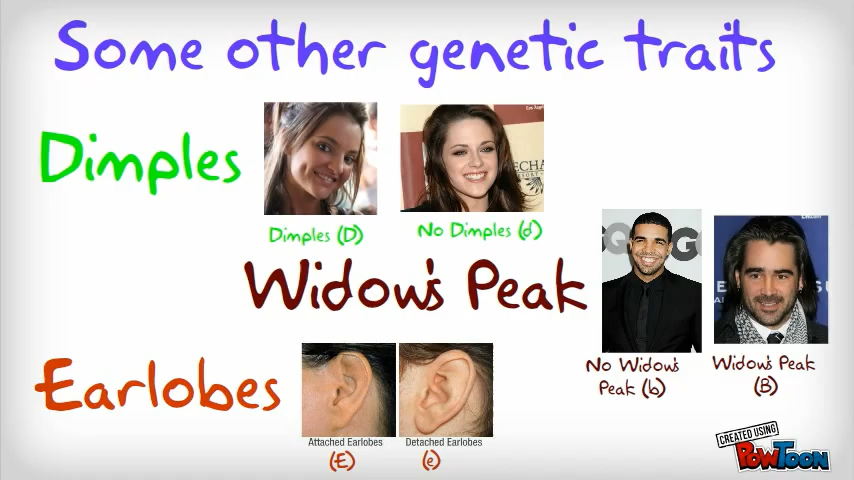 Some other genetic traits
Dimples
Dimples (D)
No Dimples (d)
Widow's Peak
No Widow's
Peak (b)
Widow's Peak
(B)
Earlobes
Attached Earlobes
(E)
Detached Earlobes
(e)
CREATED USING
POWTOON